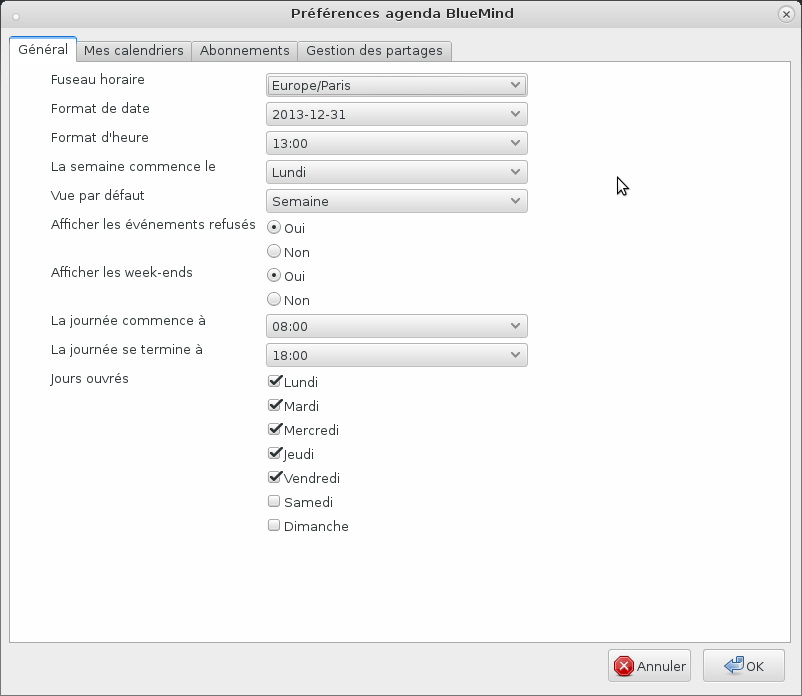 Préférences agenda BlueMind
Général Mes calendriers Abonnements Gestion des partages
Fuseau horaire Europe/Paris
Format de date 2013-12-31
Format d'heure 13:00
La semaine commence le Lundi
Vue par défaut Semaine
Afficher les événements refusés Oui
Non
Afficher les week-ends Oui
Non
La journée commence à 08:00
La journée se termine à 18:00
Jours ouvrés Lundi
Mardi
Mercredi
Jeudi
Vendredi
Samedi
Dimanche
Annuler OK